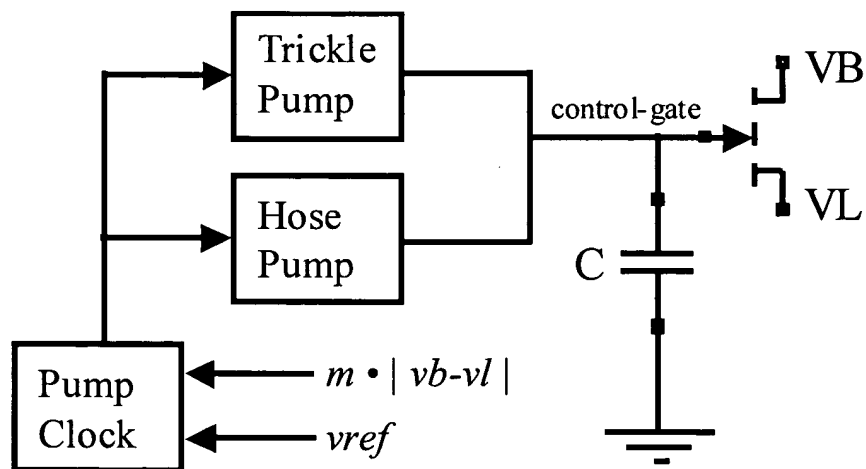 Trickle
Pump
VB
control-gate
Hose
Pump
VL
C
Pump
Clock
m • | vb-vl |
vref